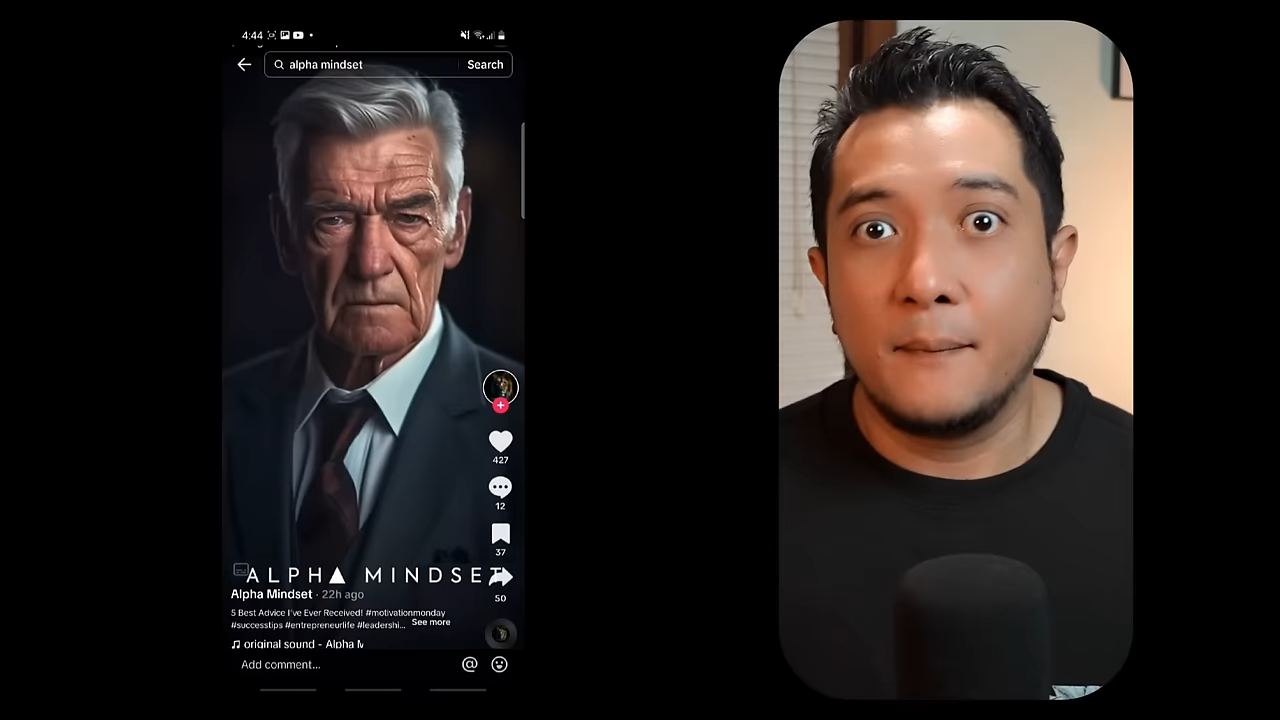 4:44
alpha mindset
Search
427
12
37
ALPHA MINDSET
50
Alpha Mindset · 22h ago
5 Best Advice I've Ever Received! #motivationmonday
#successtips #entrepreneurlife #leadershi... See more
original sound - Alpha M
Add comment...